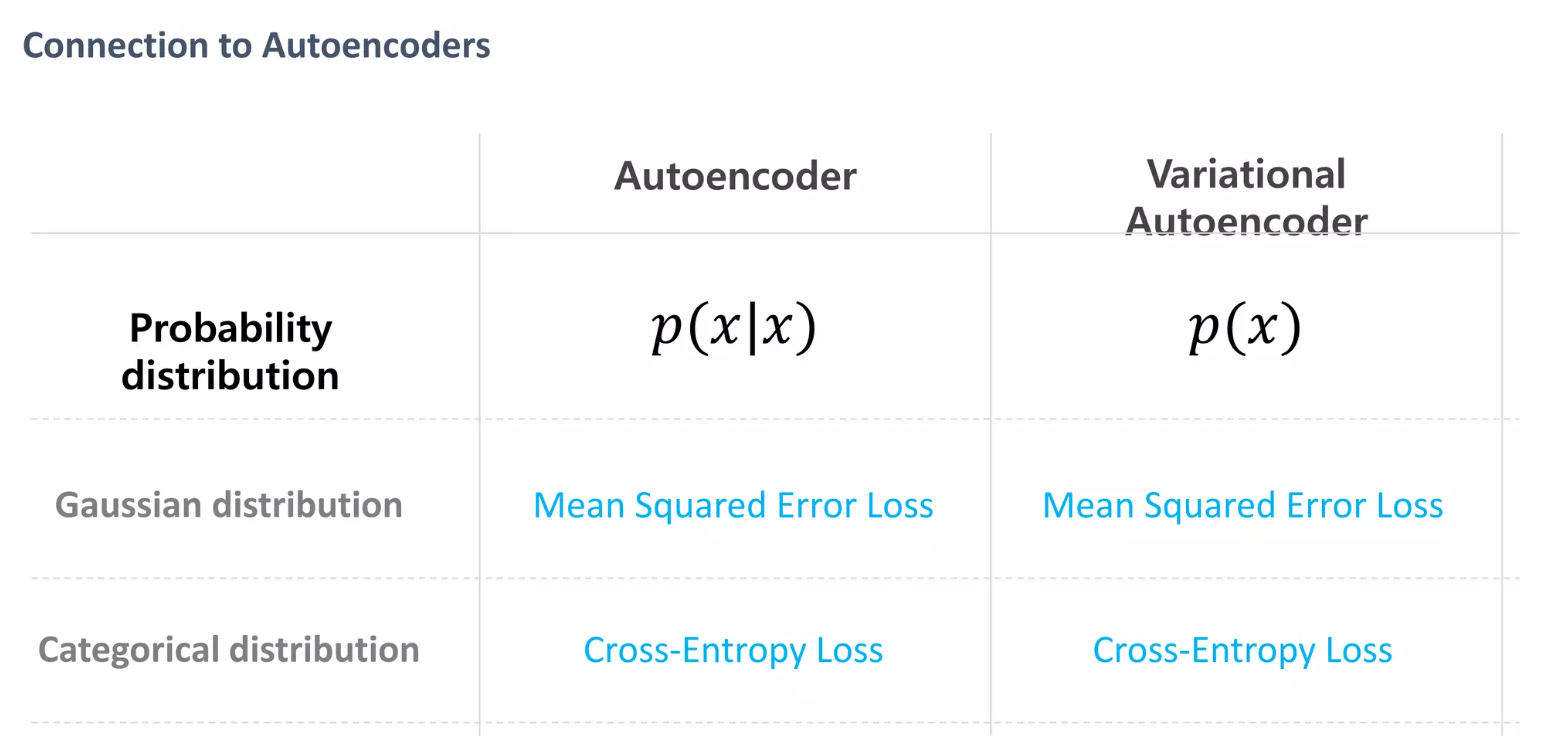 Connection to Autoencoders
Autoencoder
Variational
Autoencoder
Probability
distribution
p(x|x)
p(x)
Gaussian distribution
Mean Squared Error Loss
Mean Squared Error Loss
Categorical distribution
Cross-Entropy Loss
Cross-Entropy Loss